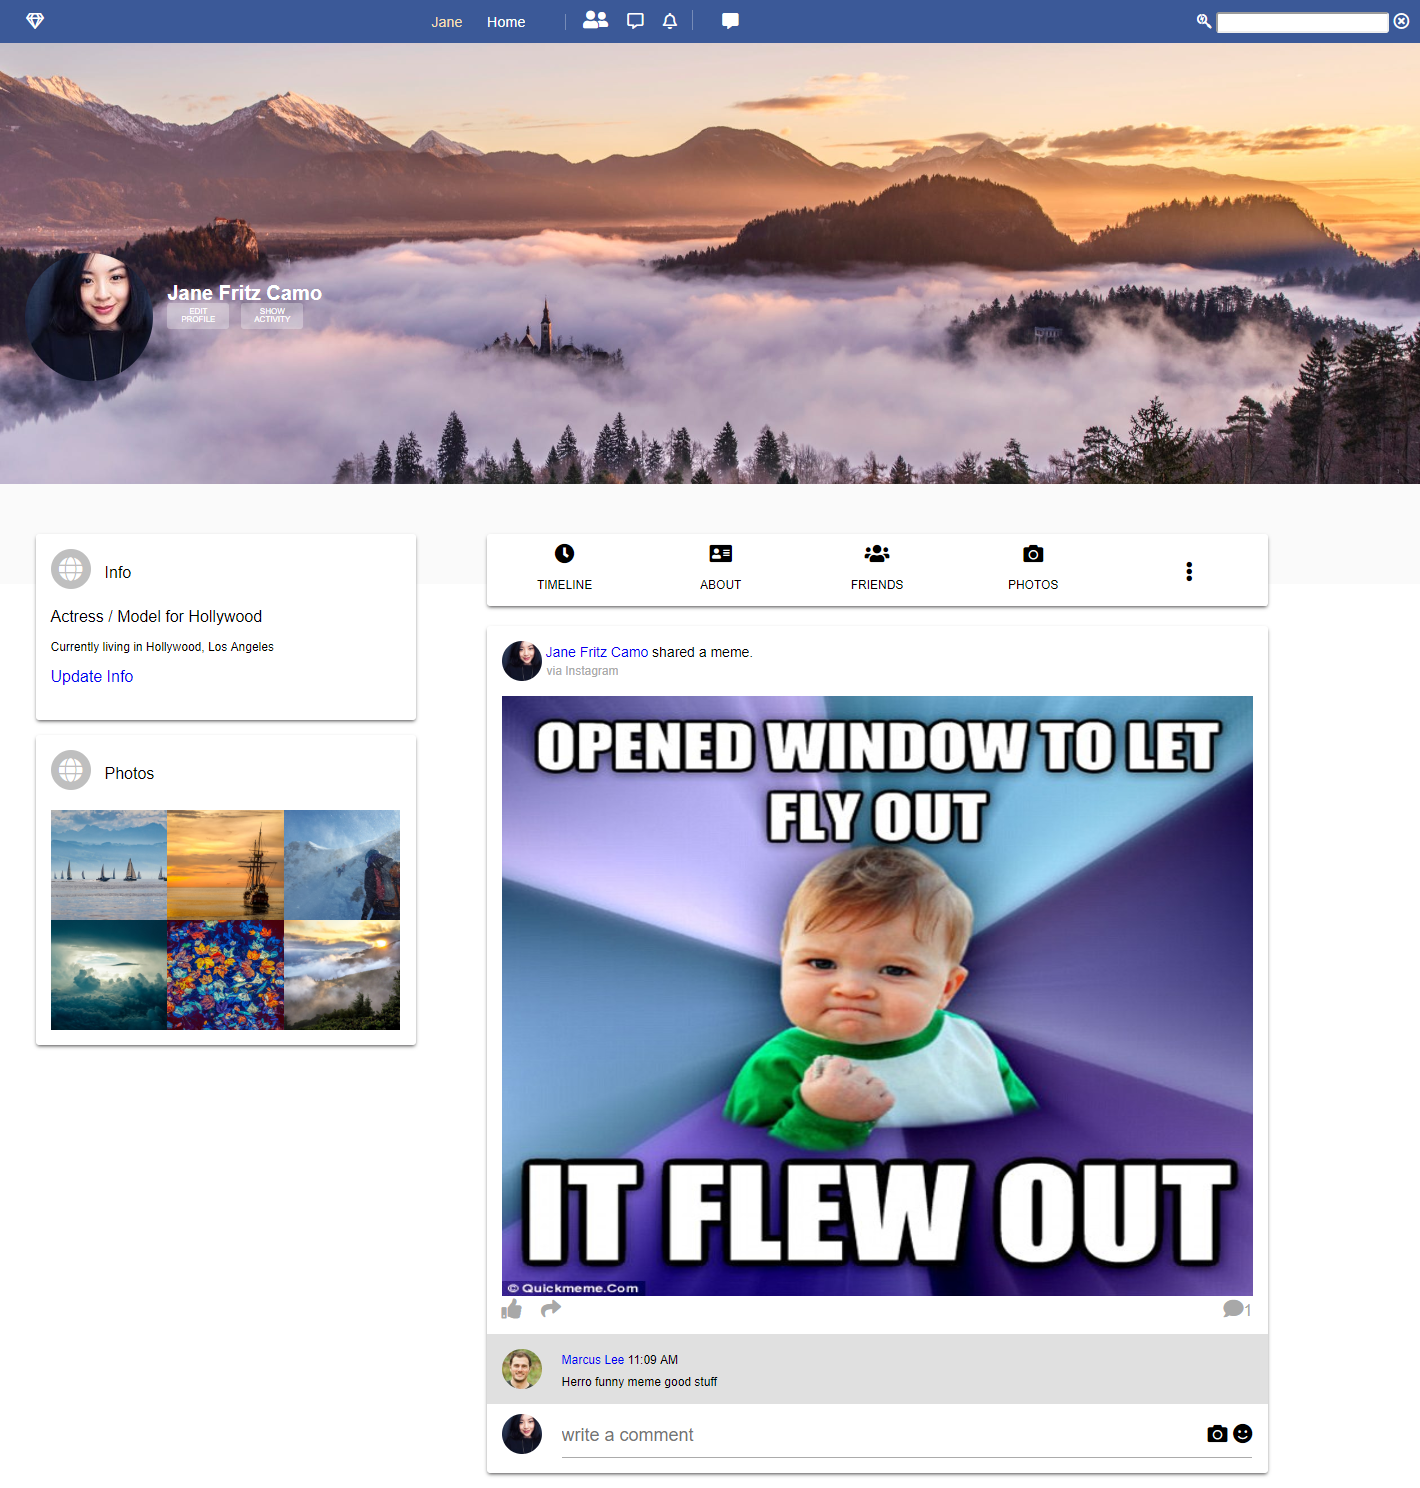 Jane
Home
Jane Fritz Camo
EDIT
PROFILE
SHOW
ACTIVITY
Info
Actress / Model for Hollywood
Currently living in Hollywood, Los Angeles
Update Info
Photos
TIMELINE
ABOUT
FRIENDS
PHOTOS
Jane Fritz Camo shared a meme.
via Instagram
OPENED WINDOW TO LET
FLY OUT
IT FLEW OUT
© Quickmeme.Com
1
Marcus Lee 11:09 AM
Herro funny meme good stuff
write a comment